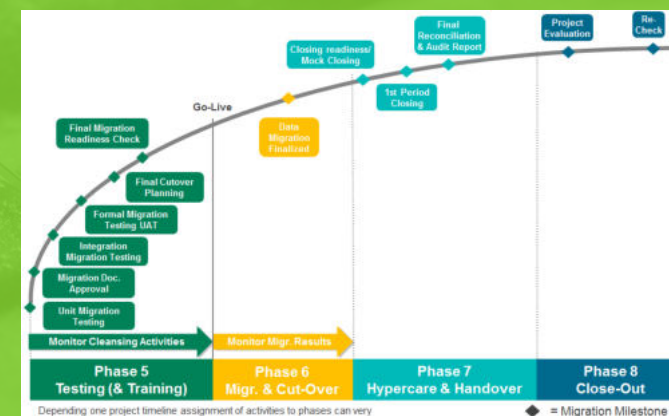 Final
Reconciliation
& Audit Report
Project
Evaluation
Re-
Check
Closing readiness/
Mock Closing
1st Period
Closing
Go-Live
Data
Migration
Finalized
Final Migration
Readiness Check
Final Cutover
Planning
Formal Migration
Testing UAT
Integration
Migration Testing
Migration Doc.
Approval
Unit Migration
Testing
Monitor Cleansing Activities
Monitor Migr. Results
Phase 5
Testing (& Training)
Phase 6
Migr. & Cut-Over
Phase 7
Hypercare & Handover
Phase 8
Close-Out
Depending one project timeline assignment of activities to phases can very
= Migration Milestone